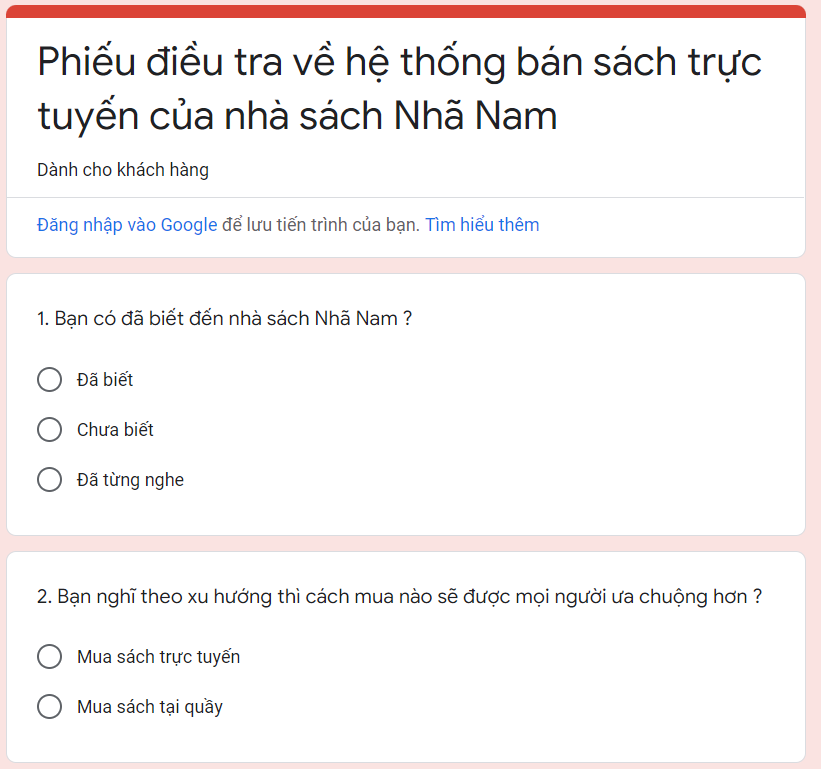 Phiếu điều tra về hệ thống bán sách trực
tuyến của nhà sách Nhã Nam
Dành cho khách hàng
Đăng nhập vào Google để lưu tiến trình của bạn. Tìm hiểu thêm
1. Bạn có đã biết đến nhà sách Nhã Nam ?
Đã biết
Chưa biết
Đã từng nghe
2. Bạn nghĩ theo xu hướng thì cách mua nào sẽ được mọi người ưa chuộng hơn ?
Mua sách trực tuyến
Mua sách tại quầy